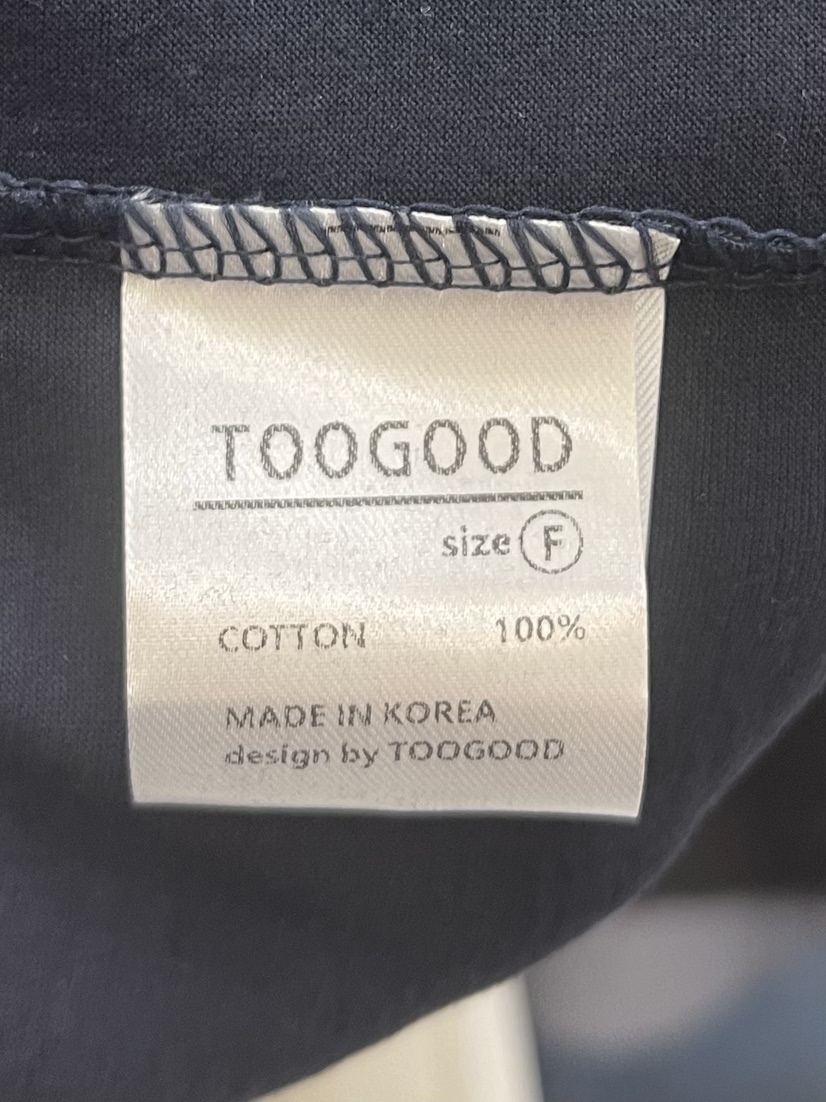 TOOGOOD
size F
COTTON 100%
MADE IN KOREA
design by TOOGOOD